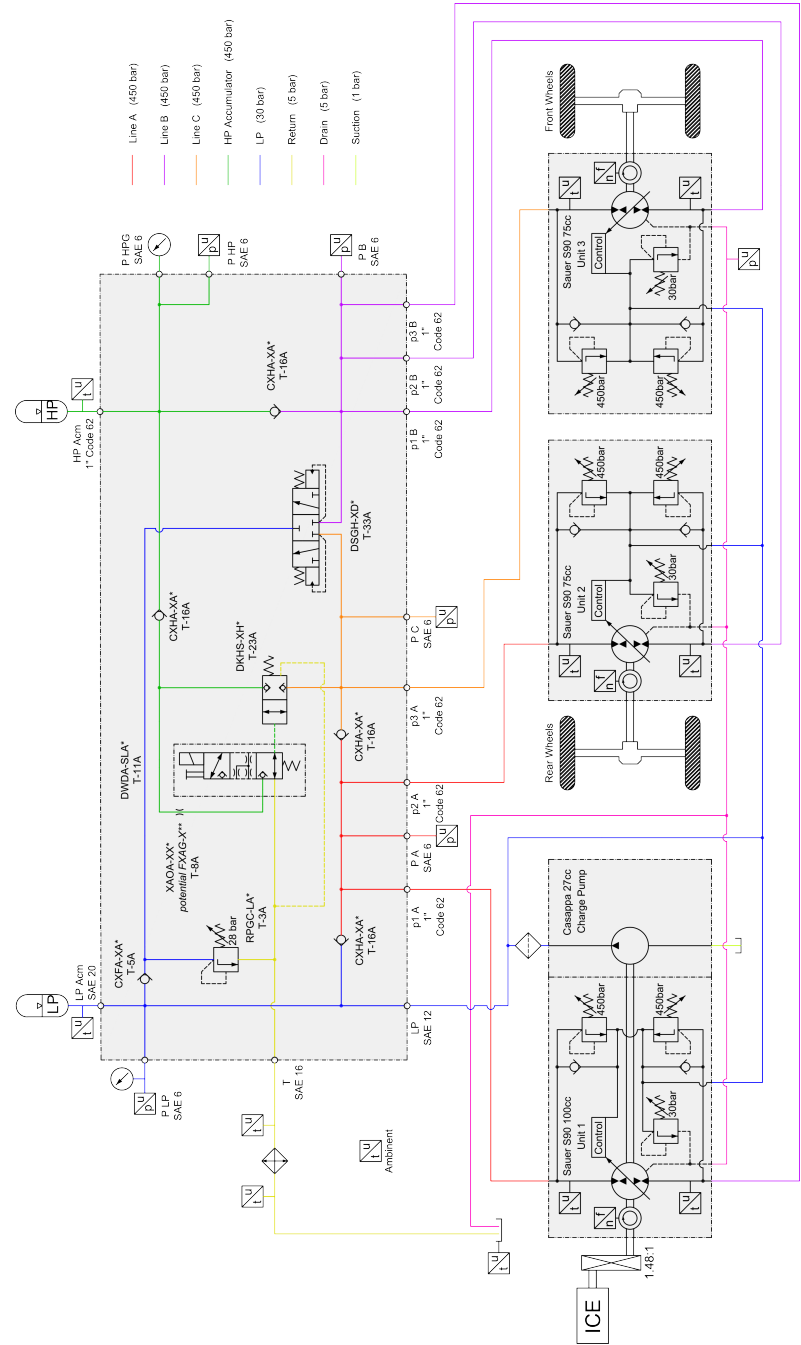 Line A   (450 bar)
Line B   (450 bar)
Line C   (450 bar)
HP Accumulator   (450 bar)
LP   (30 bar)
Return   (5 bar)
Drain   (5 bar)
Suction   (1 bar)
LP
LP Acm
SAE 20
t u
P LP
SAE 6
p u
CXFA-XA*
T-5A
28 bar
RPGC-LA*
T-3A
XAOA-XX*
potential FXAG-X**
T-8A
DWDA-SLA*
T-11A
CXHA-XA*
T-16A
DKHS-XH*
T-23A
HP
HP Acm
1" Code 62
t u
CXHA-XA*
T-16A
DSGH-XD*
T-33A
P HPG
SAE 6
P HP
SAE 6
p u
P B
SAE 6
p u
CXHA-XA*
T-16A
CXHA-XA*
T-16A
T
SAE 16
t u
t u
t u
t u
Ambinent
LP
SAE 12
p1 A
1"
Code 62
P A
SAE 6
p u
p2 A
1"
Code 62
p3 A
1"
Code 62
P C
SAE 6
p u
p1 B
1"
Code 62
p2 B
1"
Code 62
p3 B
1"
Code 62
ICE
1.48:1
n f
t u
t u
Sauer S90 100cc
Unit 1
Control
30bar
450bar
450bar
Casappa 27cc
Charge Pump
Rear Wheels
n f
t u
t u
Sauer S90 75cc
Unit 2
Control
30bar
450bar
450bar
Front Wheels
n f
t u
t u
Sauer S90 75cc
Unit 3
Control
30bar
450bar
450bar
p u